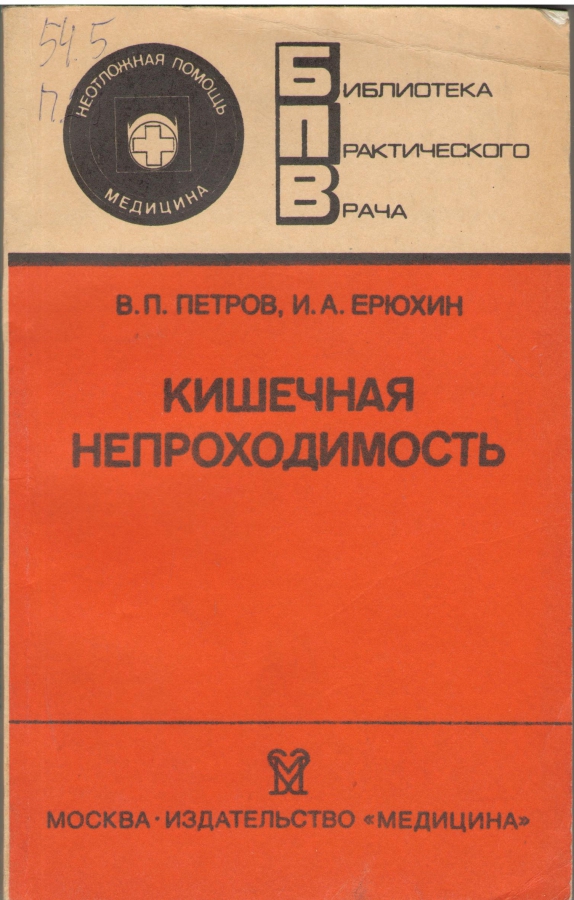 54.5
П.
НЕОТЛОЖНАЯ ПОМОЩЬ
МЕДИЦИНА
БИБЛИОТЕКА
ПРАКТИЧЕСКОГО
ВРАЧА
В.П. ПЕТРОВ, И.А. ЕРЮХИН
КИШЕЧНАЯ
НЕПРОХОДИМОСТЬ
МОСКВА · ИЗДАТЕЛЬСТВО «МЕДИЦИНА»